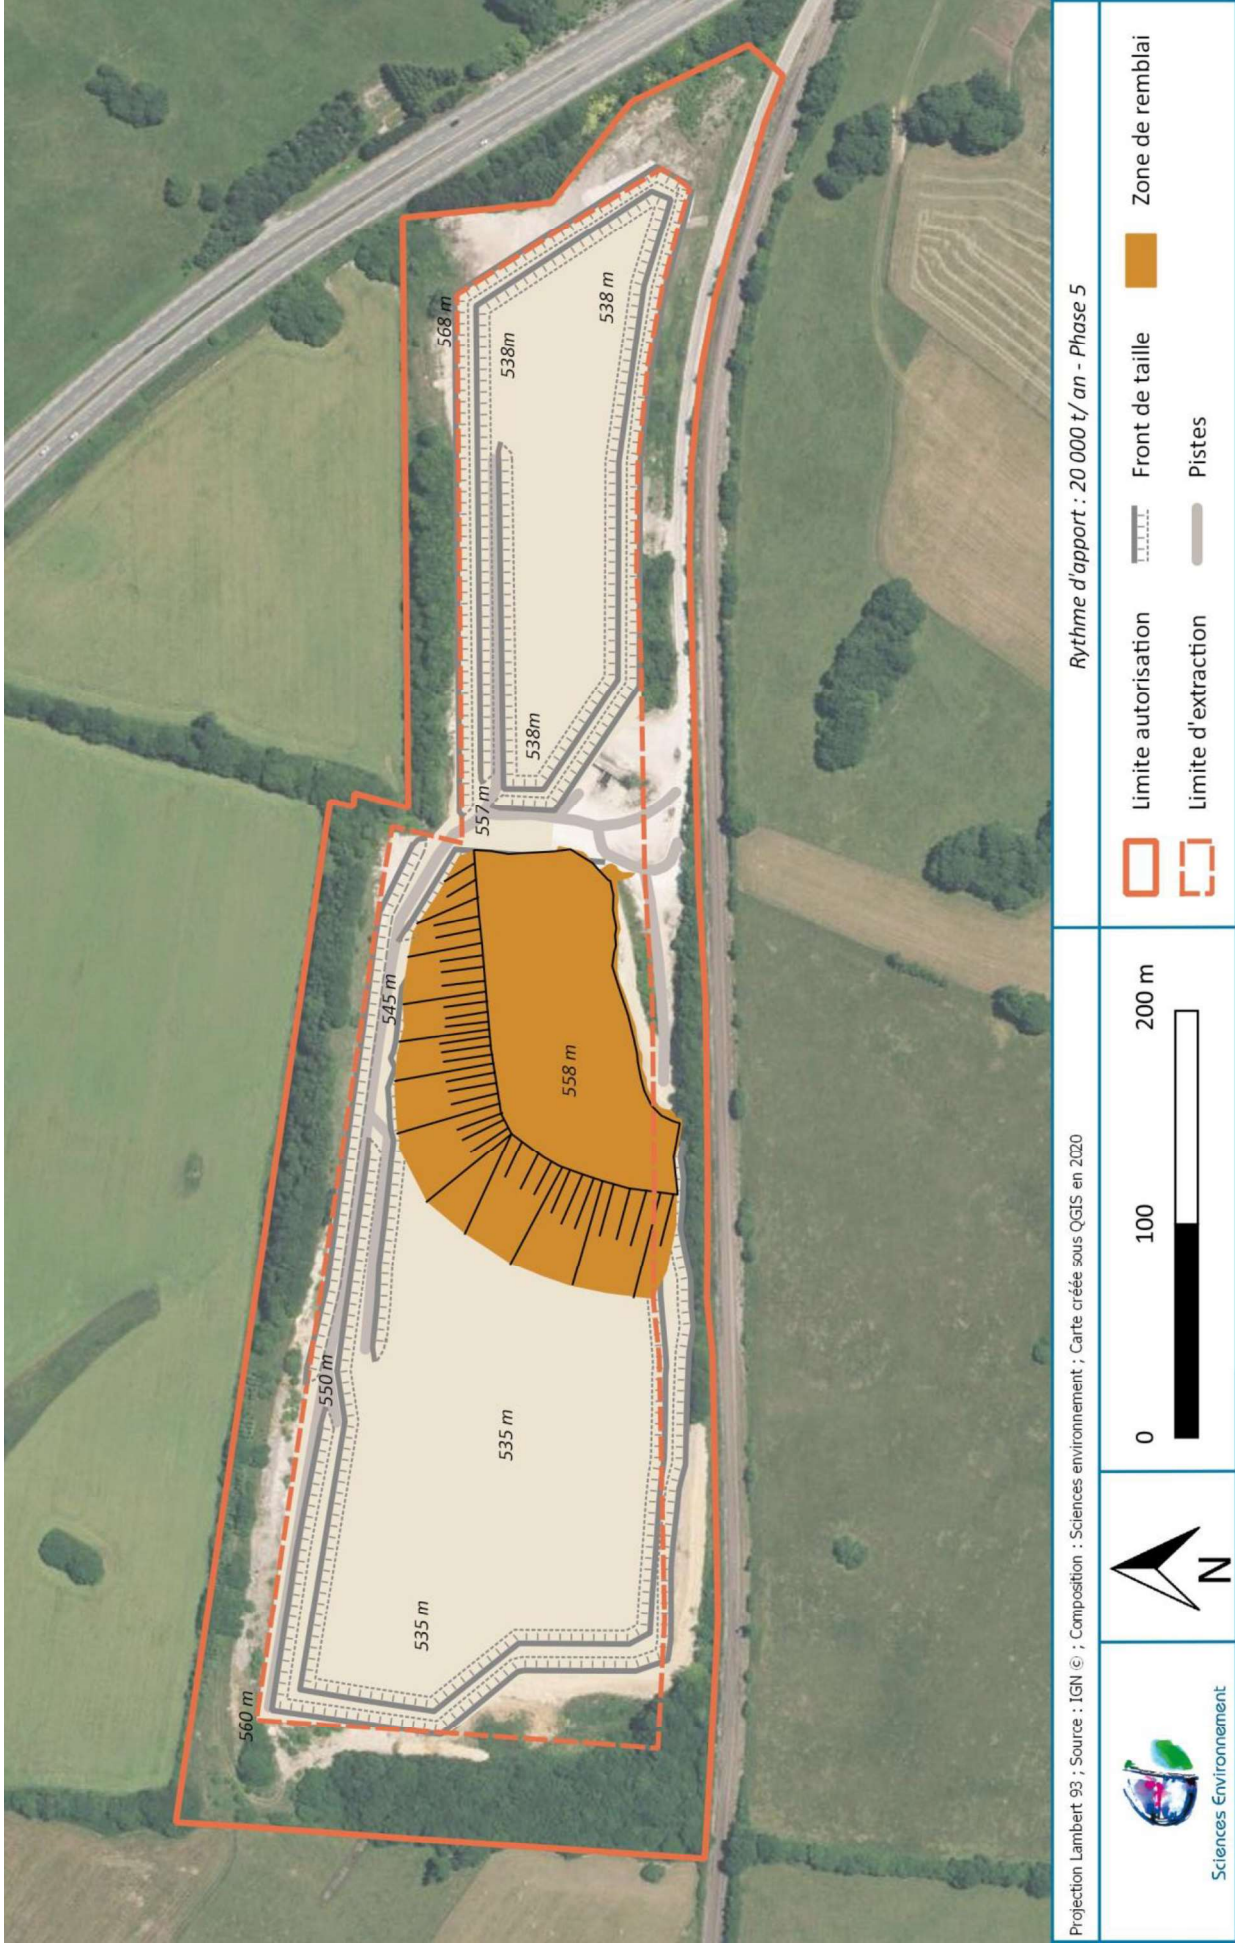 568 m
538m
538 m
538m
557 m
545 m
558 m
550 m
535 m
535 m
560 m
Projection Lambert 93 ; Source : IGN © ; Composition : Sciences environnement ; Carte créée sous QGIS en 2020
Rythme d'apport : 20 000 t/ an - Phase 5
Sciences Environnement
N
0 100 200 m
Limite autorisation
Front de taille
Zone de remblai
Limite d'extraction
Pistes